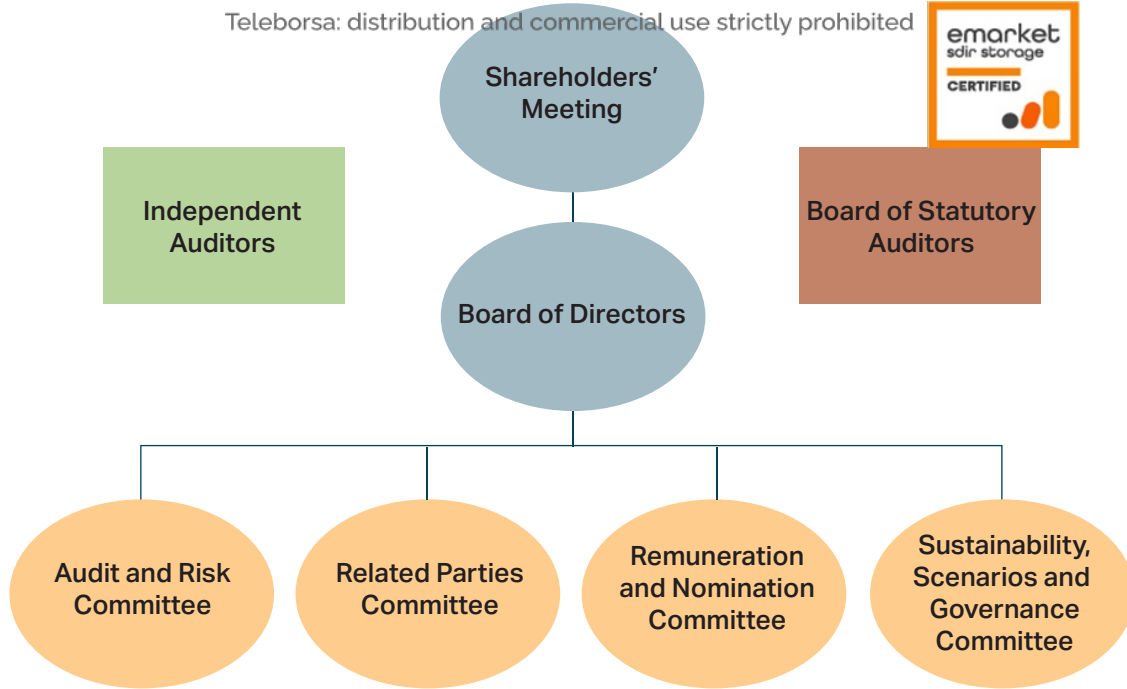 Teleborsa: distribution and commercial use strictly prohibited
emarket
sdir storage
CERTIFIED
Shareholders'
Meeting
Independent
Auditors
Board of Statutory
Auditors
Board of Directors
Audit and Risk
Committee
Related Parties
Committee
Remuneration
and Nomination
Committee
Sustainability,
Scenarios and
Governance
Committee